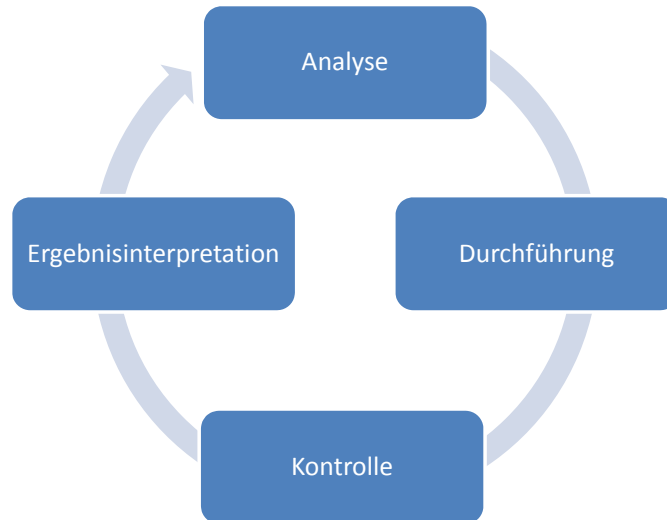 Analyse
Ergebnisinterpretation
Durchführung
Kontrolle